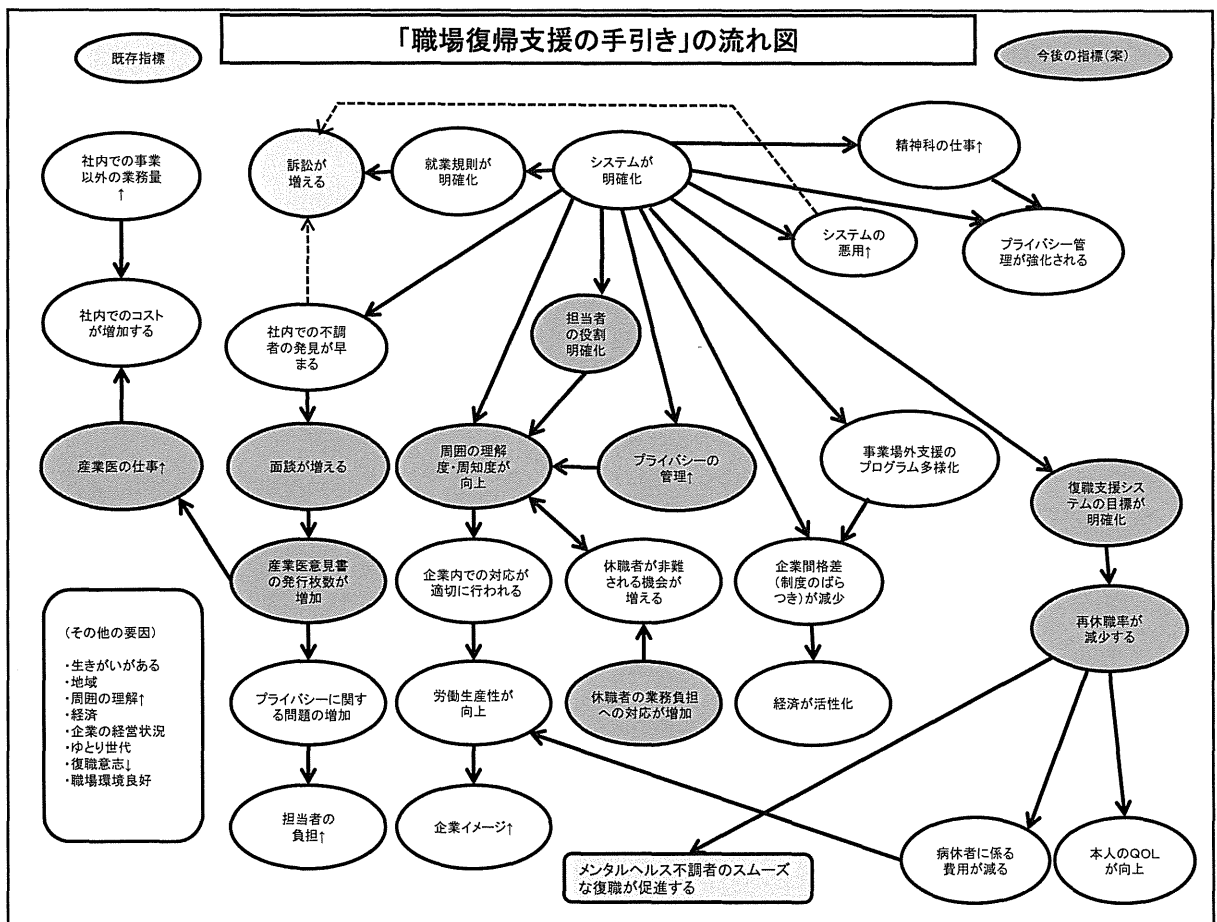 「職場復帰支援の手引き」の流れ図
既存指標
今後の指標(案)
社内での事業
以外の業務量
↑
訴訟が
増える
就業規則が
明確化
システムが
明確化
精神科の仕事↑
システムの
悪用↑
プライバシー管
理が強化される
社内でのコスト
が増加する
社内での不調
者の発見が早
まる
担当者
の役割
明確化
産業医の仕事↑
面談が増える
周囲の理解
度・周知度が
向上
プライバシーの
管理↑
事業場外支援の
プログラム多様化
復職支援シス
テムの目標が
明確化
産業医意見書
の発行枚数が
増加
企業内での対応が
適切に行われる
休職者が非難
される機会が
増える
企業間格差
(制度のばら
つき)が減少
再休職率が
減少する
(その他の要因)
・生きがいがある
・地域
・周囲の理解↑
・経済
・企業の経営状況
・ゆとり世代
・復職意志↓
・職場環境良好
プライバシーに関す
る問題の増加
労働生産性が
向上
休職者の業務負担
への対応が増加
経済が活性化
担当者の
負担↑
企業イメージ↑
メンタルヘルス不調者のスムーズ
な復職が促進する
病休者に係る
費用が減る
本人のQOL
が向上